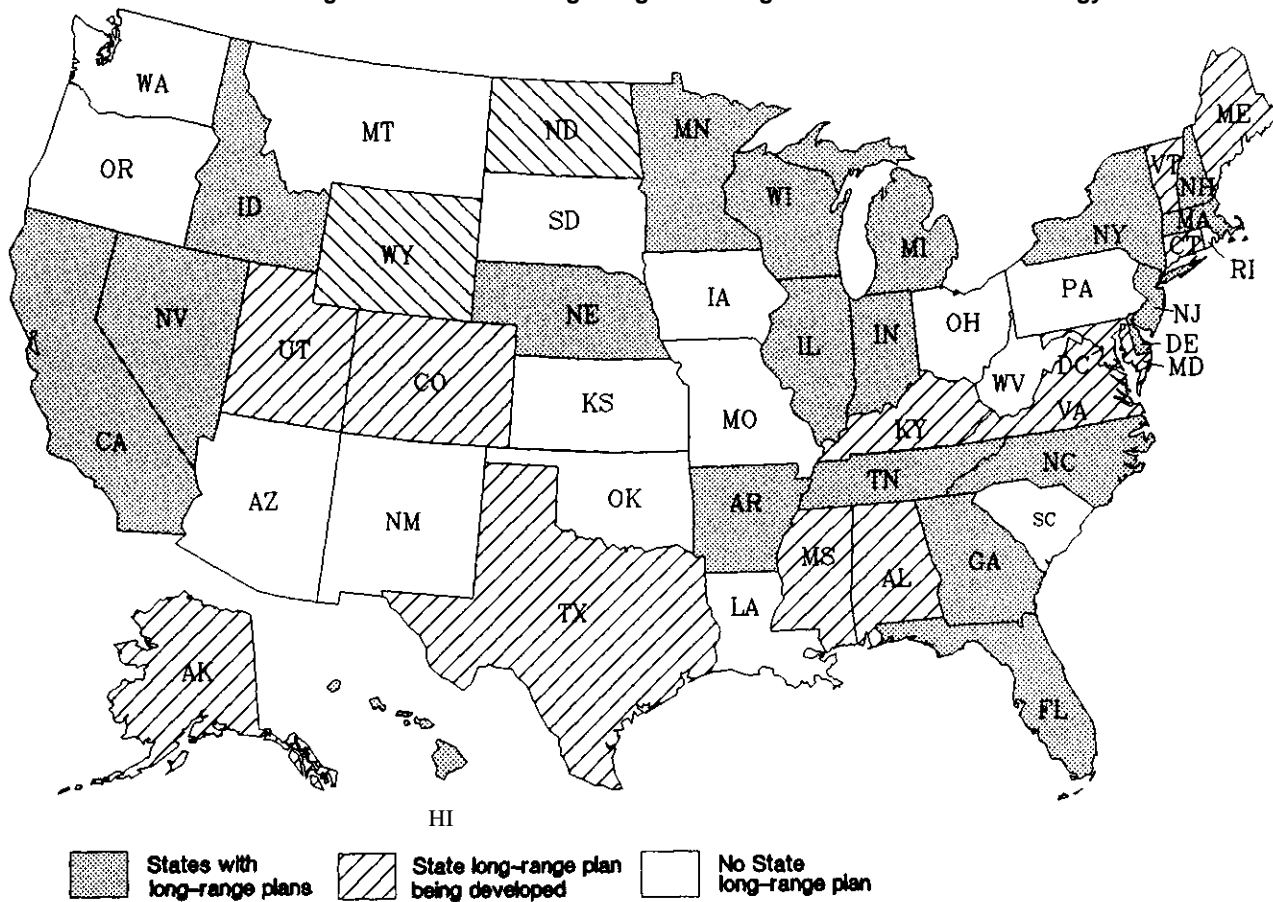 WA
MT
ND
MN
ME
VT
NH
OR
ID
SD
WI
MI
NY
MA
CT
RI
WY
IA
PA
NV
NE
OH
NJ
IL
IN
DE
UT
CO
DC
MD
WV
KS
MO
VA
CA
KY
TN
NC
AZ
NM
OK
AR
SC
MS
AL
GA
TX
LA
AK
FL
HI
States with
long-range plans
State long-range plan
being developed
No State
long-range plan